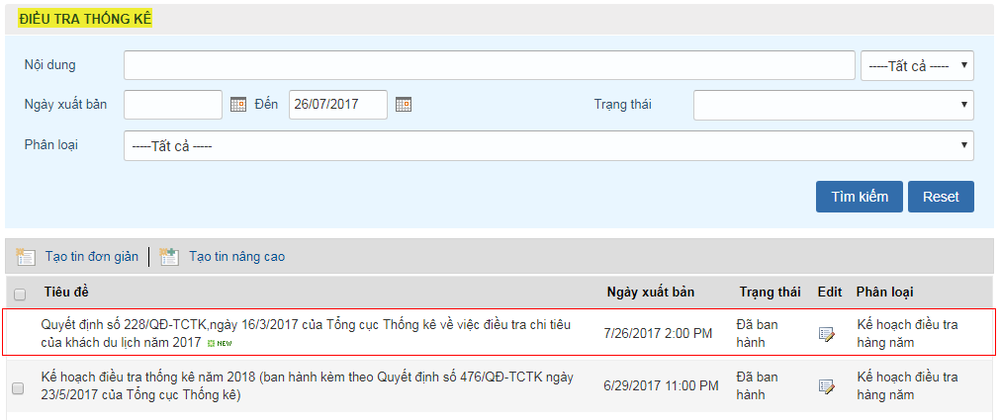 ĐIỀU TRA THỐNG KÊ
Nội dung
-----Tất cả -----
Ngày xuất bản
Đến
26/07/2017
Trạng thái
Phân loại
-----Tất cả -----
Tìm kiếm
Reset
Tạo tin đơn giản
Tạo tin nâng cao
Tiêu đề
Ngày xuất bản
Trạng thái
Edit
Phân loại
Quyết định số 228/QĐ-TCTK,ngày 16/3/2017 của Tổng cục Thống kê về việc điều tra chi tiêu
của khách du lịch năm 2017 NEW
7/26/2017 2:00 PM
Đã ban
hành
Kế hoạch điều tra
hàng năm
Kế hoạch điều tra thống kê năm 2018 (ban hành kèm theo Quyết định số 476/QĐ-TCTK ngày
23/5/2017 của Tổng cục Thống kê)
6/29/2017 11:00 PM
Đã ban
hành
Kế hoạch điều tra
hàng năm